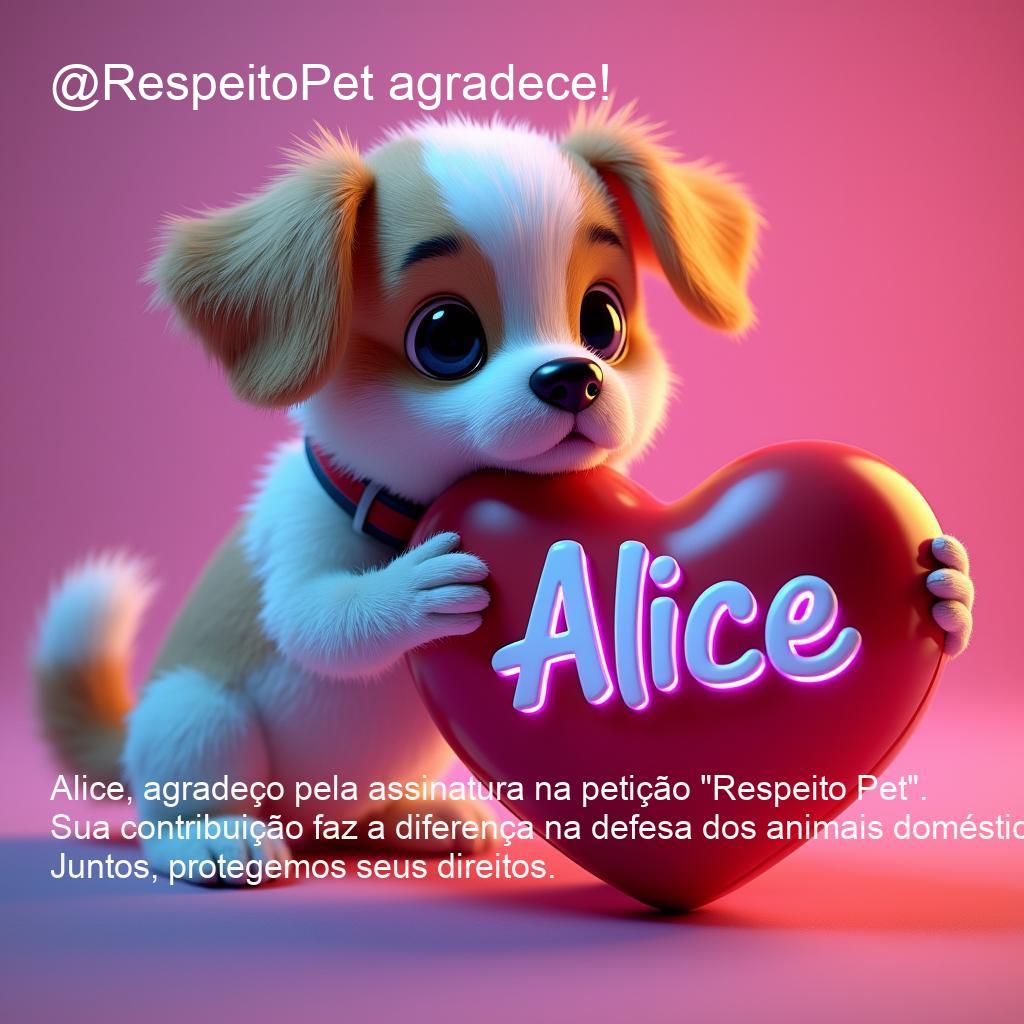 @RespeitoPet agradece!
Alice
Alice, agradeço pela assinatura na petição "Respeito Pet".
Sua contribuição faz a diferença na defesa dos animais doméstic
Juntos, protegemos seus direitos.